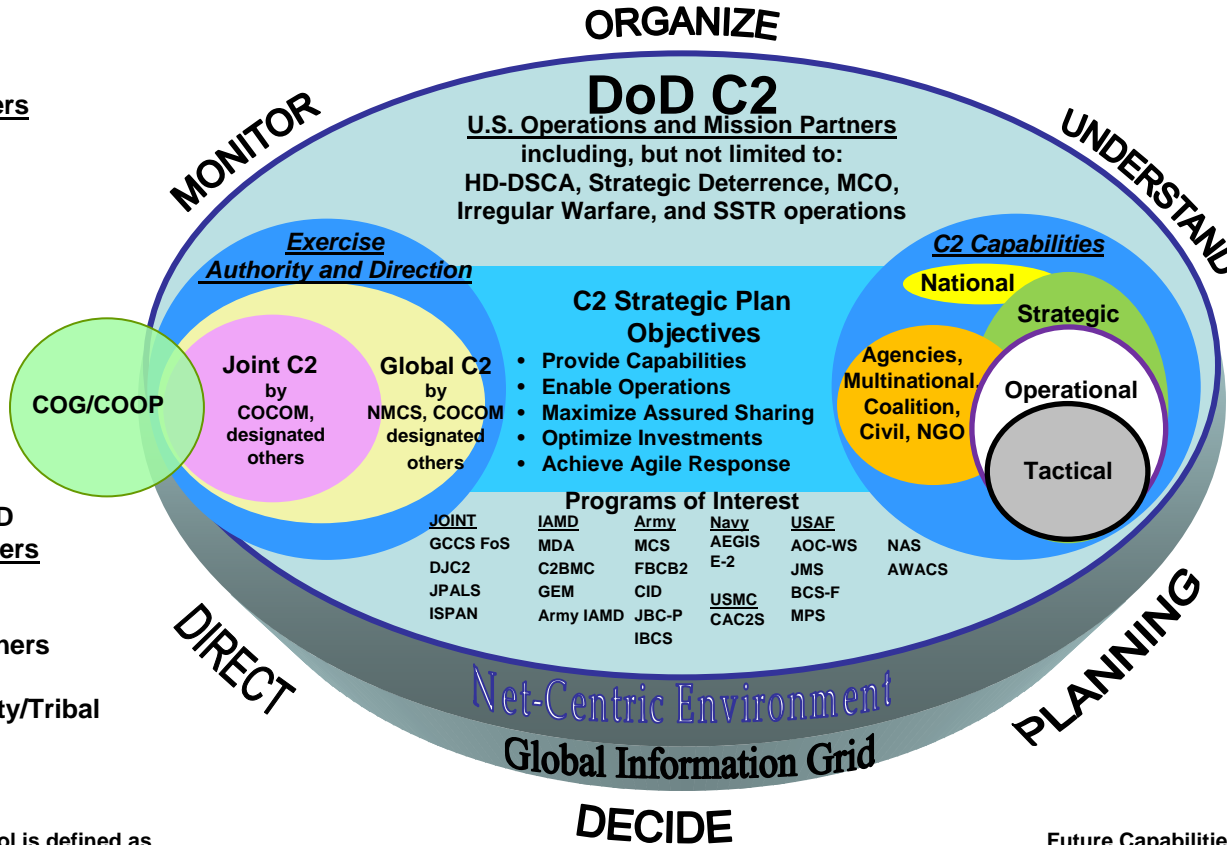 ORGANIZE
MONITOR
UNDERSTAND
DoD C2
U.S. Operations and Mission Partners
including, but not limited to:
HD-DSCA, Strategic Deterrence, MCO,
Irregular Warfare, and SSTR operations
ers
Exercise
Authority and Direction
C2 Capabilities
National
Strategic
Agencies,
Multinational,
Coalition,
Civil, NGO
Operational
Tactical
C2 Strategic Plan
Objectives
• Provide Capabilities
• Enable Operations
• Maximize Assured Sharing
• Optimize Investments
• Achieve Agile Response
COG/COOP
Joint C2
by
COCOM,
designated
others
Global C2
by
NMCS, COCOM
designated
others
Programs of Interest
JOINT
GCCS FoS
DJC2
JPALS
ISPAN
IAMD
MDA
C2BMC
GEM
Army IAMD
Army
MCS
FBCB2
CID
JBC-P
IBCS
Navy
AEGIS
E-2
USMC
CAC2S
USAF
AOC-WS
JMS
BCS-F
MPS
NAS
AWACS
D
ers
ners
ty/Tribal
DIRECT
PLANNING
Net-Centric Environment
Global Information Grid
DECIDE
ol is defined as
Future Capabilitie